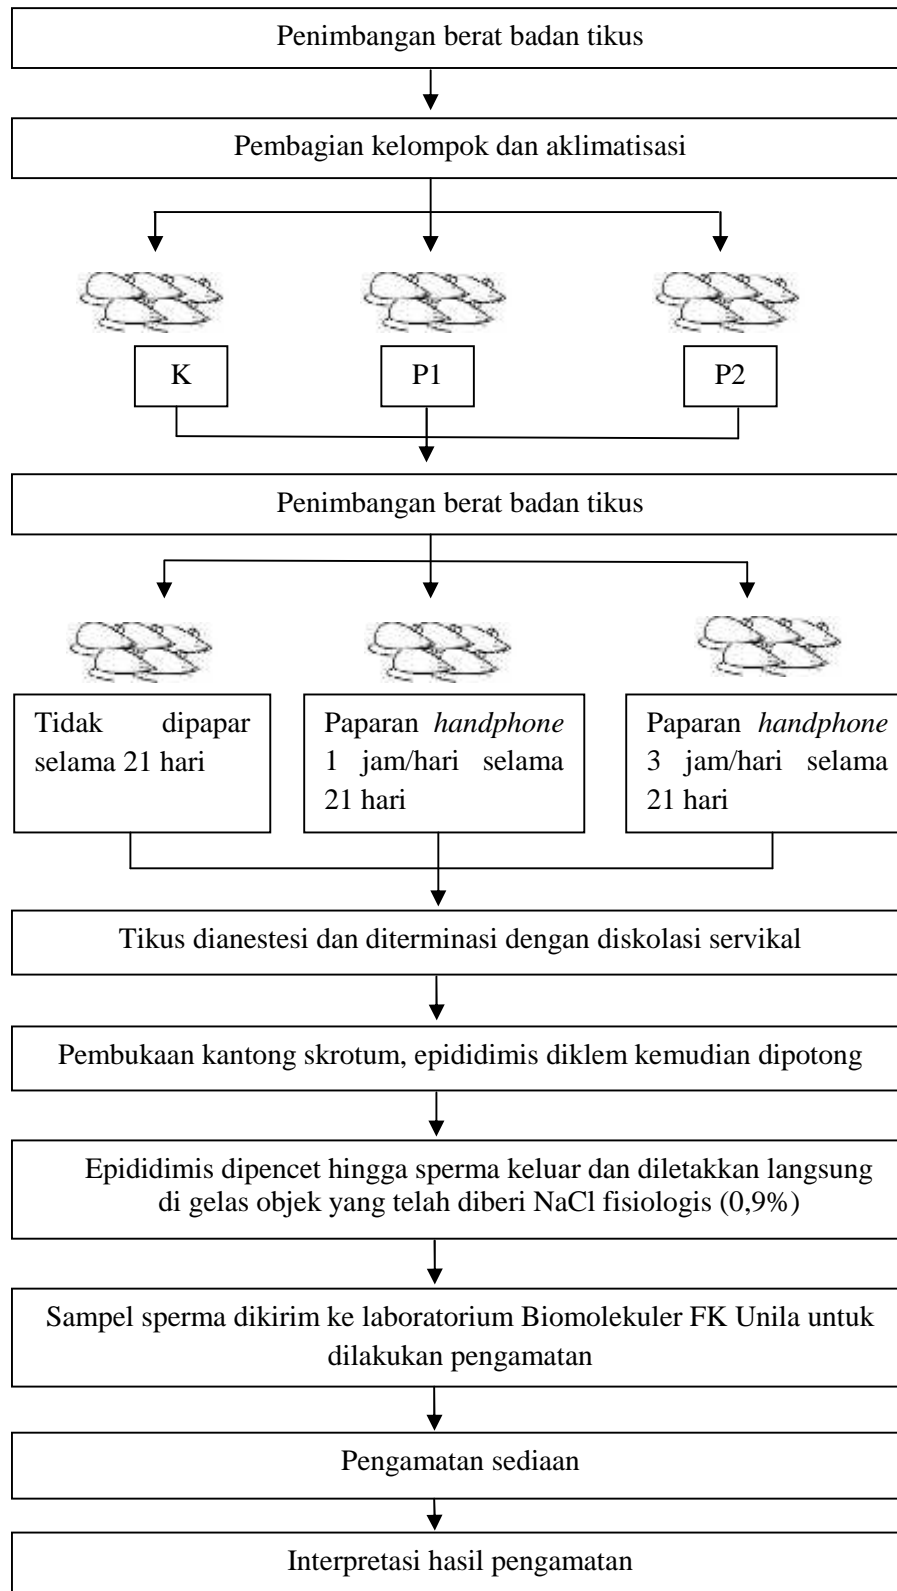 Penimbangan berat badan tikus
Pembagian kelompok dan aklimatisasi
K
P1
P2
Penimbangan berat badan tikus
Tidak dipapar
selama 21 hari
Paparan handphone
1 jam/hari selama
21 hari
Paparan handphone
3 jam/hari selama
21 hari
Tikus dianestesi dan diterminasi dengan diskolasi servikal
Pembukaan kantong skrotum, epididimis diklem kemudian dipotong
Epididimis dipencet hingga sperma keluar dan diletakkan langsung
di gelas objek yang telah diberi NaCl fisiologis (0,9%)
Sampel sperma dikirim ke laboratorium Biomolekuler FK Unila untuk
dilakukan pengamatan
Pengamatan sediaan
Interpretasi hasil pengamatan